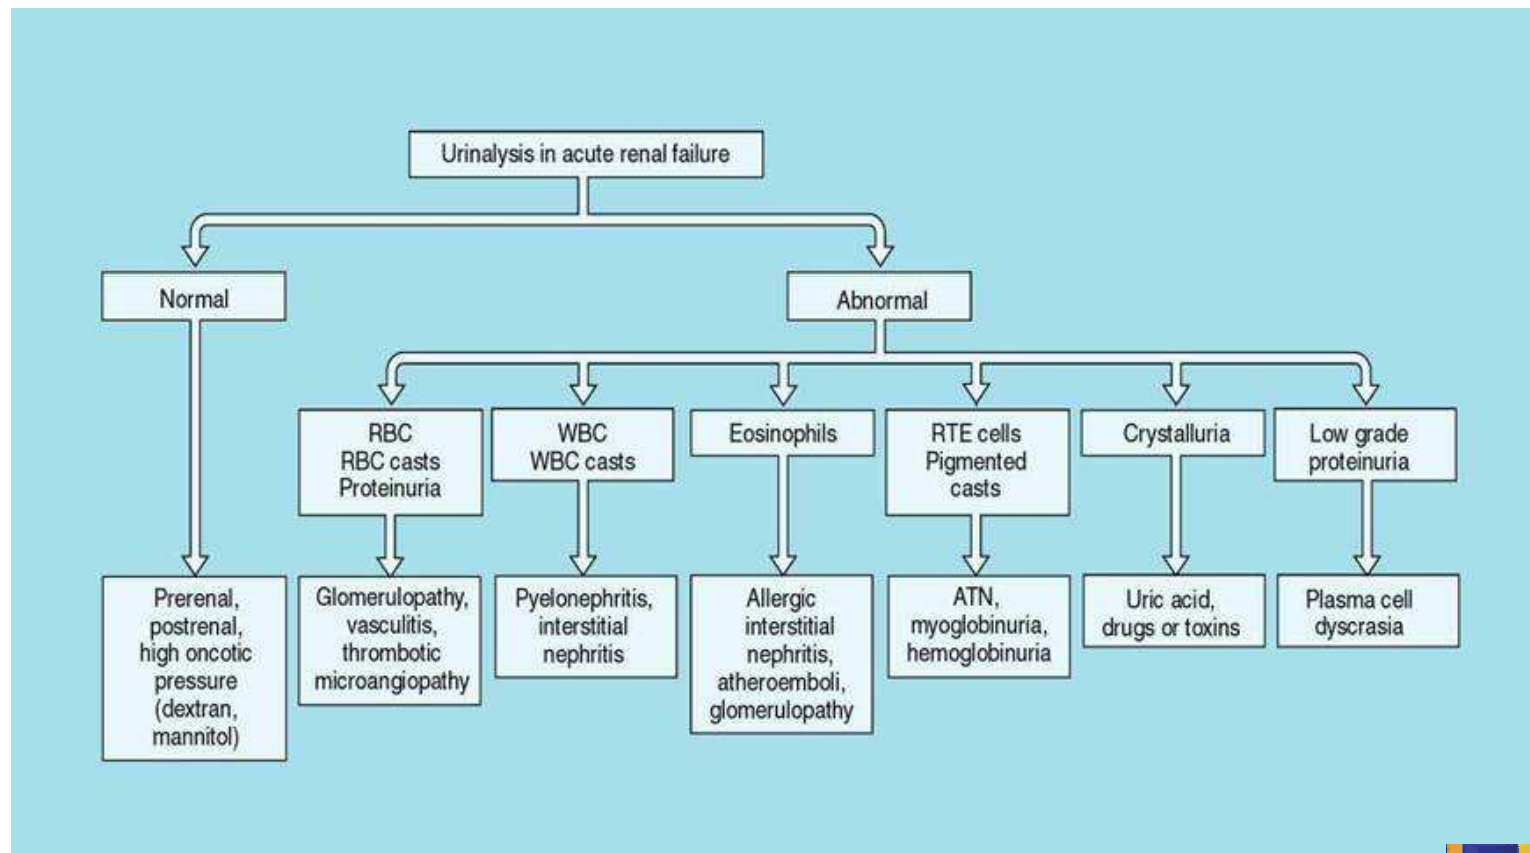 Urinalysis in acute renal failure
Normal
Abnormal
RBC
RBC casts
Proteinuria
WBC
WBC casts
Eosinophils
RTE cells
Pigmented
casts
Crystalluria
Low grade
proteinuria
Prerenal,
postrenal,
high oncotic
pressure
(dextran,
mannitol)
Glomerulopathy,
vasculitis,
thrombotic
microangiopathy
Pyelonephritis,
interstitial
nephritis
Allergic
interstitial
nephritis,
atheroemboli,
glomerulopathy
ATN,
myoglobinuria,
hemoglobinuria
Uric acid,
drugs or toxins
Plasma cell
dyscrasia